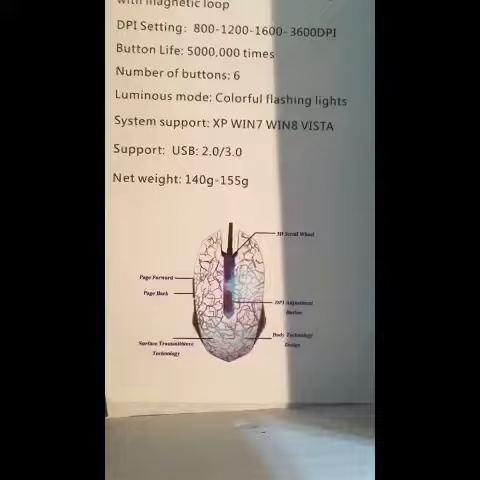 with magnetic loop
DPI Setting: 800-1200-1600-3600DPI
Button Life: 5000,000 times
Number of buttons: 6
Luminous mode: Colorful flashing lights
System support: XP WIN7 WIN8 VISTA
Support: USB: 2.0/3.0
Net weight: 140g-155g
3D Scroll Wheel
Page Forward
Page Back
DPI Adjustment
Button
Surface
Technology
Body Technology
Design